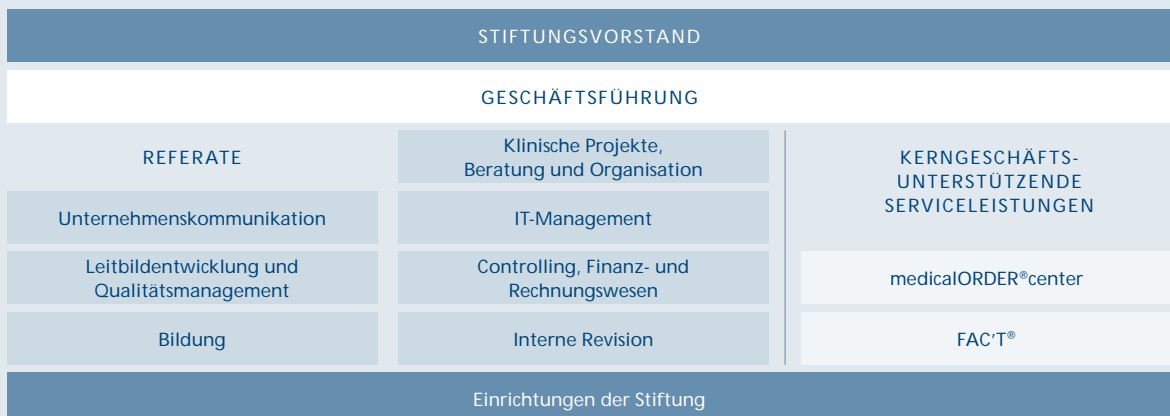 STIFTUNGSVORSTAND
GESCHÄFTSFÜHRUNG
REFERATE
Unternehmenskommunikation
Leitbildentwicklung und
Qualitätsmanagement
Bildung
Klinische Projekte,
Beratung und Organisation
IT-Management
Controlling, Finanz- und
Rechnungswesen
Interne Revision
KERNGESCHÄFTS-
UNTERSTÜTZENDE
SERVICELEISTUNGEN
medicalORDER®center
FAC'T®
Einrichtungen der Stiftung